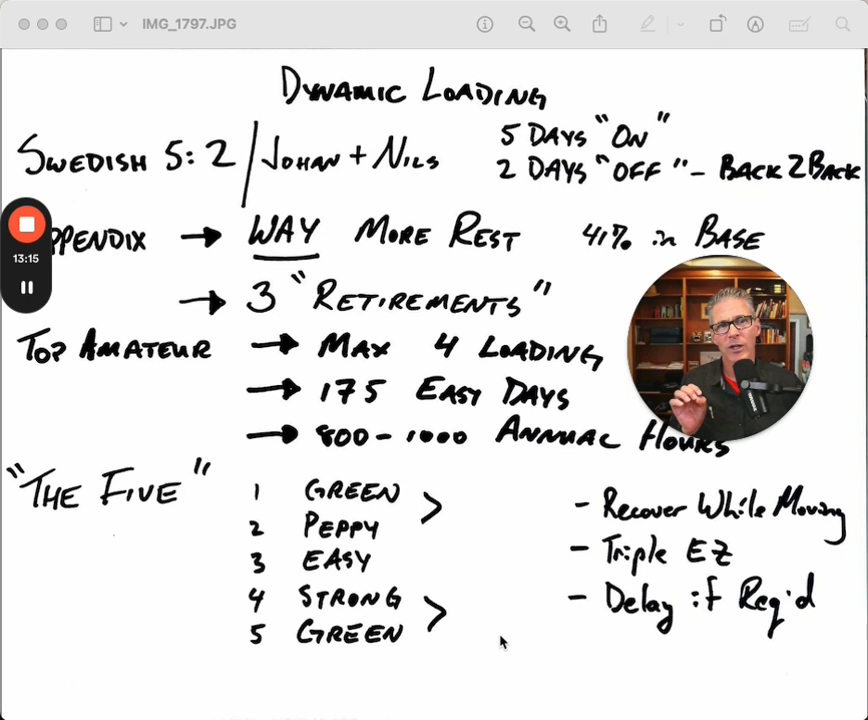 IMG_1797.JPG
DYNAMIC LOADING
SWEDISH 5:2 / JOHAN + NILS
5 DAYS "ON"
2 DAYS "OFF" - BACK 2 BACK
PPENDIX → WAY MORE REST 41% in BASE
13:15
→ 3 "RETIREMENTS"
TOP AMATEUR → MAX 4 LOADING
→ 175 EASY DAYS
→ 800-1000 ANNUAL HOURS
"THE FIVE"
1 GREEN >
2 PEPPY
3 EASY
4 STRONG >
5 GREEN
- Recover While Moving
- Triple EZ
- Delay if Req'd